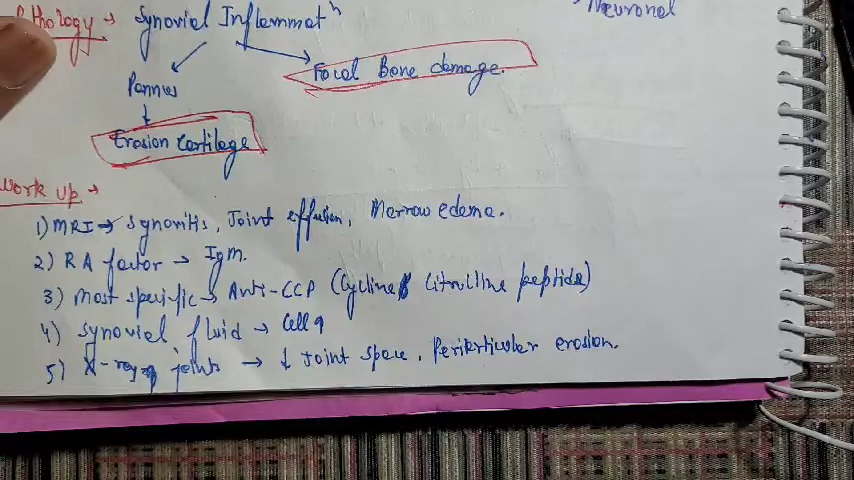 Pathology → Synovial Inflammatⁿ
Neuronal
Focal Bone damage.
Pannus
↓
Erosion Cartilage
Work up →
1) MRI → Synovitis, Joint effusion, Marrow edema.
2) RA factor → IgM.
3) Most specific → Anti-CCP (Cycline Citrulline peptide)
4) Synovial fluid → Cell ↑
5) X-ray joints → ↓ Joint space, Periarticular erosion.